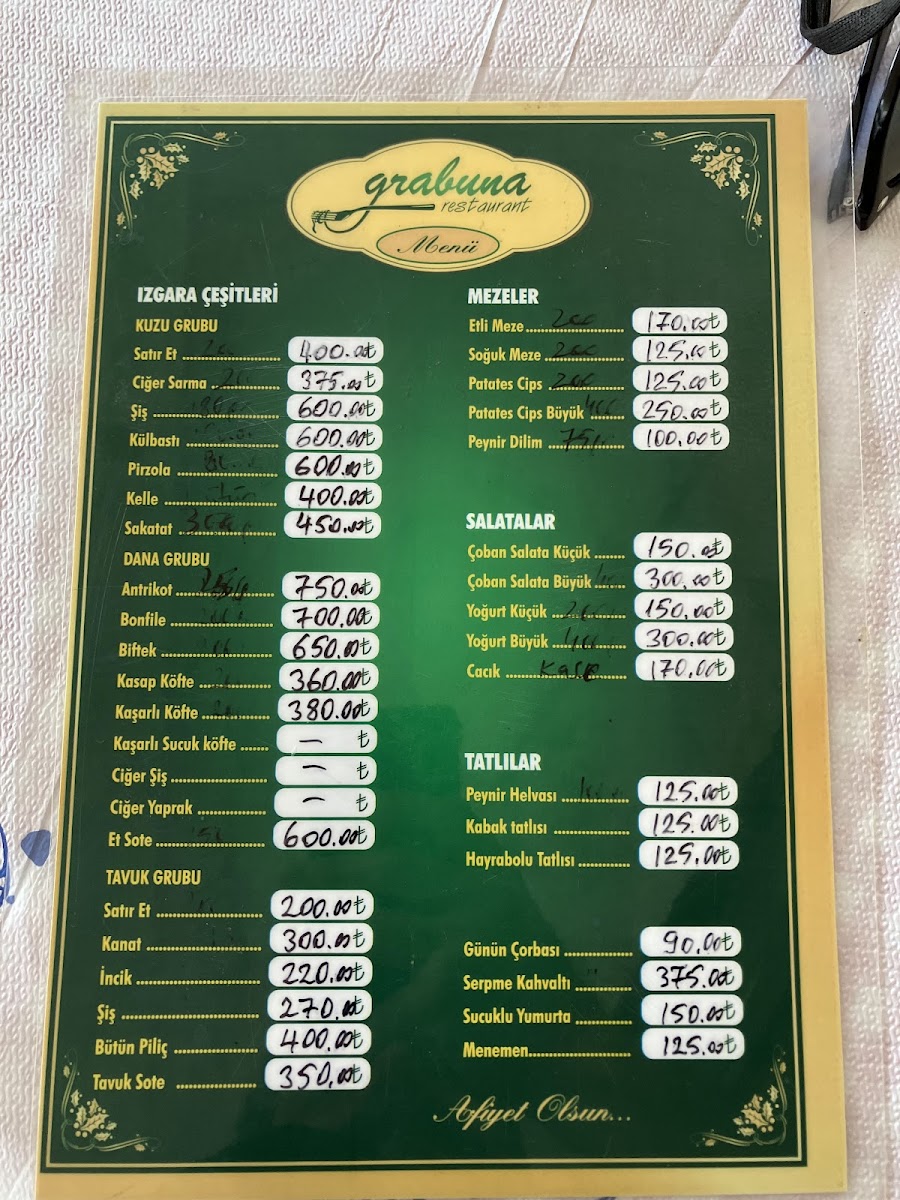 grabuna
restaurant
Menü
IZGARA ÇEŞİTLERİ
KUZU GRUBU
Satır Et 400.00₺
Ciğer Sarma 375.00₺
Şiş 600.00₺
Külbastı 600.00₺
Pirzola 600.00₺
Kelle 400.00₺
Sakatat 450.00₺
DANA GRUBU
Antrikot 750.00₺
Bonfile 700.00₺
Biftek 650.00₺
Kasap Köfte 360.00₺
Kaşarlı Köfte 380.00₺
Kaşarlı Sucuk köfte — ₺
Ciğer Şiş — ₺
Ciğer Yaprak — ₺
Et Sote 600.00₺
TAVUK GRUBU
Satır Et 200.00₺
Kanat 300.00₺
İncik 220.00₺
Şiş 270.00₺
Bütün Piliç 400.00₺
Tavuk Sote 350.00₺
MEZELER
Etli Meze 200 170.00₺
Soğuk Meze 200 125.00₺
Patates Cips 200 125.00₺
Patates Cips Büyük 400 250.00₺
Peynir Dilim 100.00₺
SALATALAR
Çoban Salata Küçük 150.00₺
Çoban Salata Büyük 300.00₺
Yoğurt Küçük 150.00₺
Yoğurt Büyük 300.00₺
Cacık Kase 170.00₺
TATLILAR
Peynir Helvası 125.00₺
Kabak tatlısı 125.00₺
Hayrabolu Tatlısı 125.00₺
Günün Çorbası 90.00₺
Serpme Kahvaltı 375.00₺
Sucuklu Yumurta 150.00₺
Menemen 125.00₺
Afiyet Olsun...